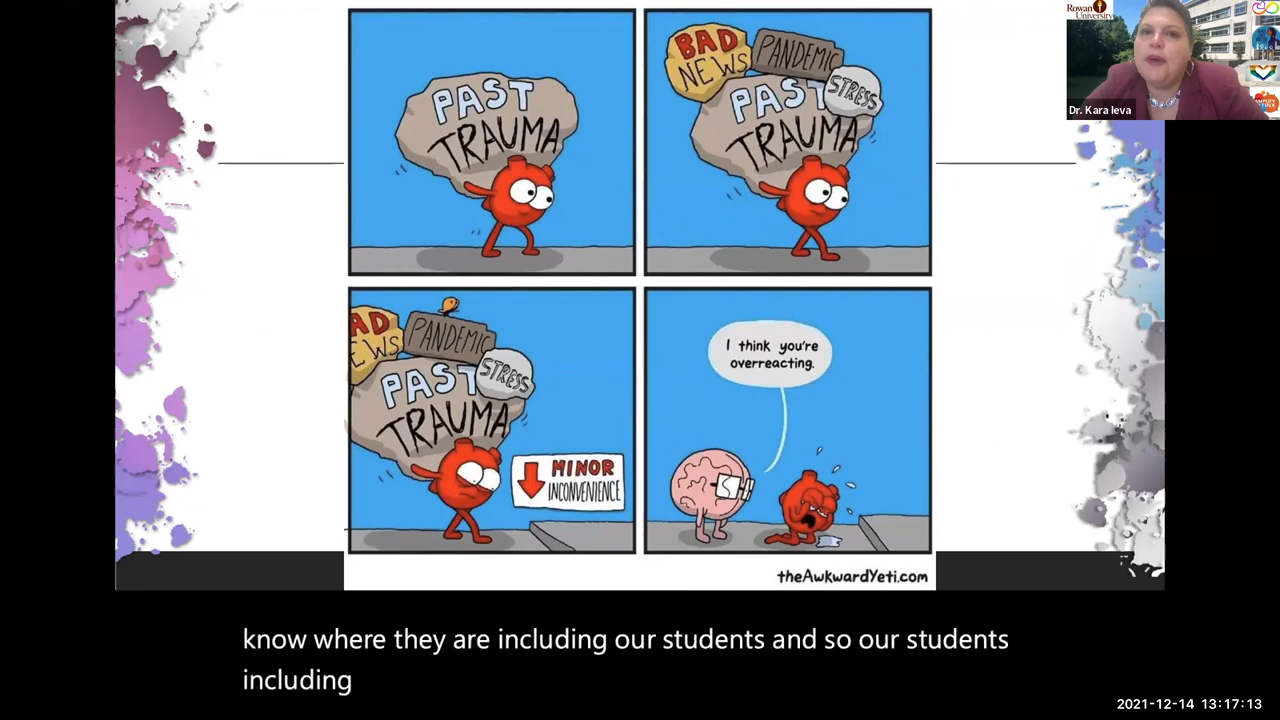 PAST
TRAUMA
BAD
NEWS
PANDEMIC
STRESS
PAST
TRAUMA
AD
EWS
PANDEMIC
STRESS
PAST
TRAUMA
MINOR
INCONVENIENCE
I think you're
overreacting.
theAwkwardYeti.com
Rowan
University
Dr. Kara Ieva
know where they are including our students and so our students
including
2021-12-14 13:17:13